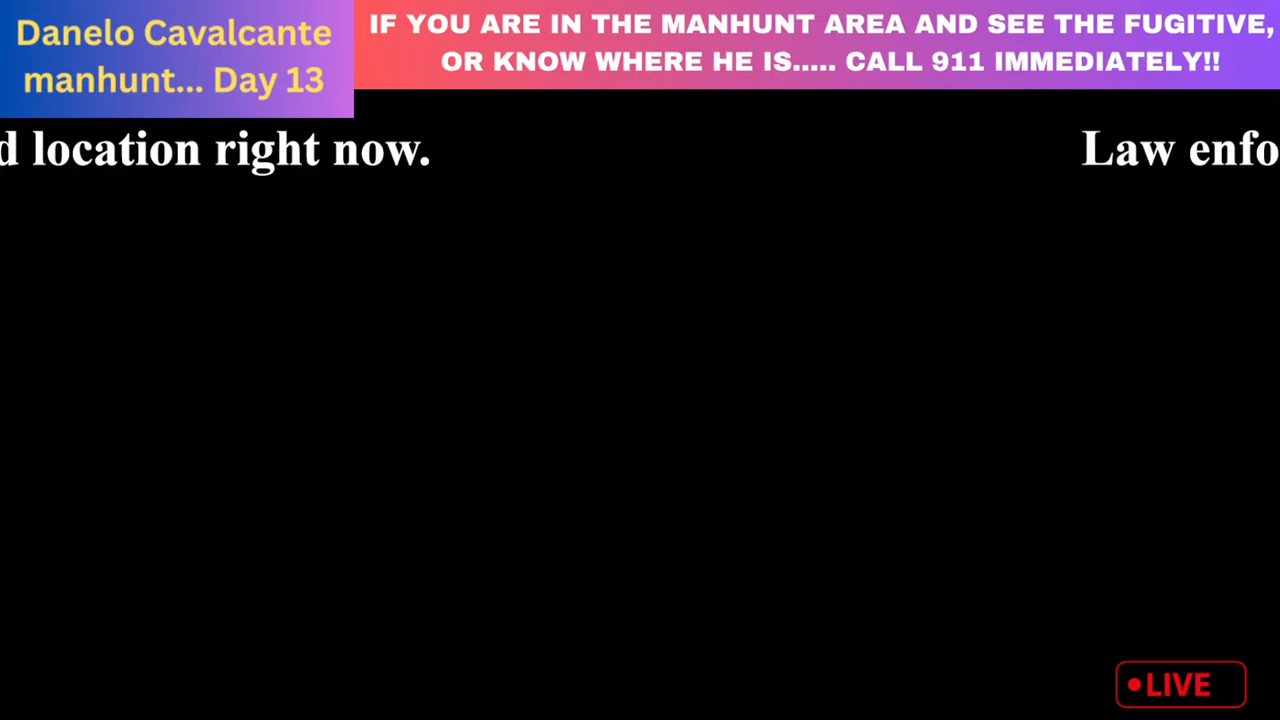 Danelo Cavalcante
manhunt... Day 13
IF YOU ARE IN THE MANHUNT AREA AND SEE THE FUGITIVE,
OR KNOW WHERE HE IS..... CALL 911 IMMEDIATELY!!
d location right now. Law enfo
LIVE